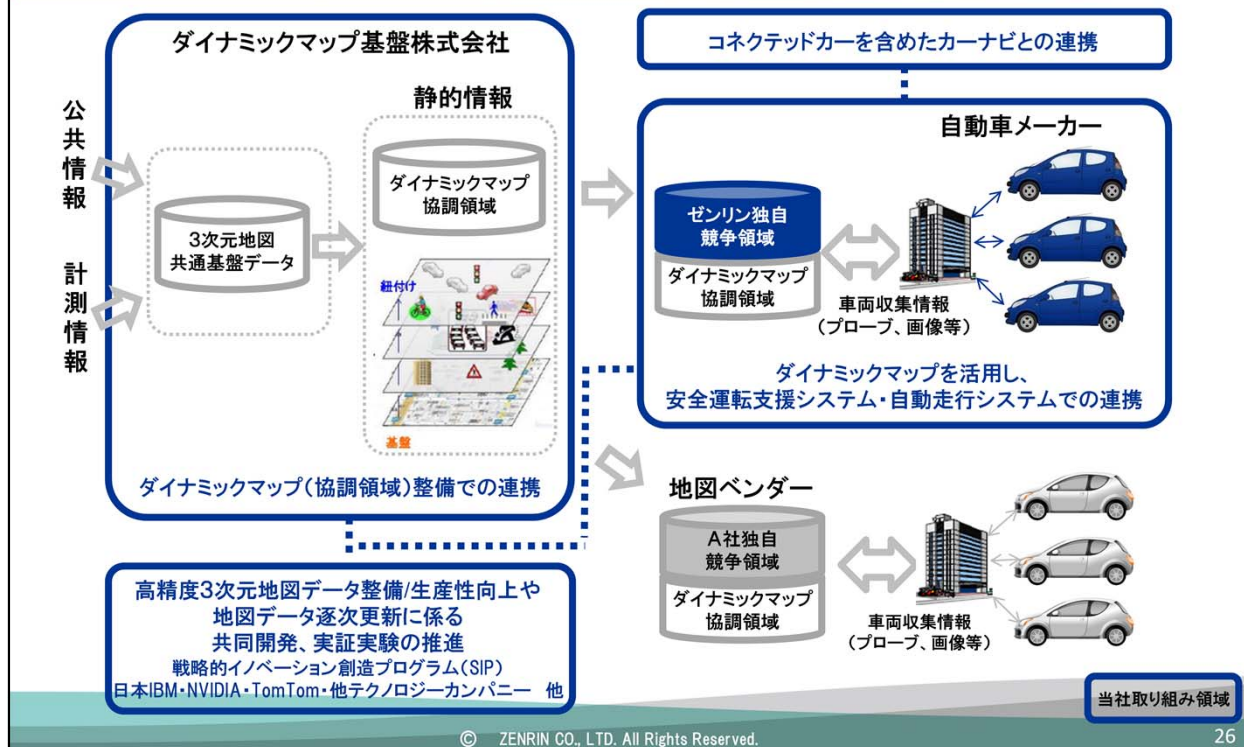 ダイナミックマップ基盤株式会社
公共情報
計測情報
3次元地図
共通基盤データ
静的情報
ダイナミックマップ
協調領域
紐付け
基盤
ダイナミックマップ(協調領域)整備での連携
コネクテッドカーを含めたカーナビとの連携
自動車メーカー
ゼンリン独自
競争領域
ダイナミックマップ
協調領域
車両収集情報
(プローブ、画像等)
ダイナミックマップを活用し、
安全運転支援システム・自動走行システムでの連携
地図ベンダー
A社独自
競争領域
ダイナミックマップ
協調領域
車両収集情報
(プローブ、画像等)
高精度3次元地図データ整備/生産性向上や
地図データ逐次更新に係る
共同開発、実証実験の推進
戦略的イノベーション創造プログラム(SIP)
日本IBM・NVIDIA・TomTom・他テクノロジーカンパニー 他
当社取り組み領域
© ZENRIN CO., LTD. All Rights Reserved.
26